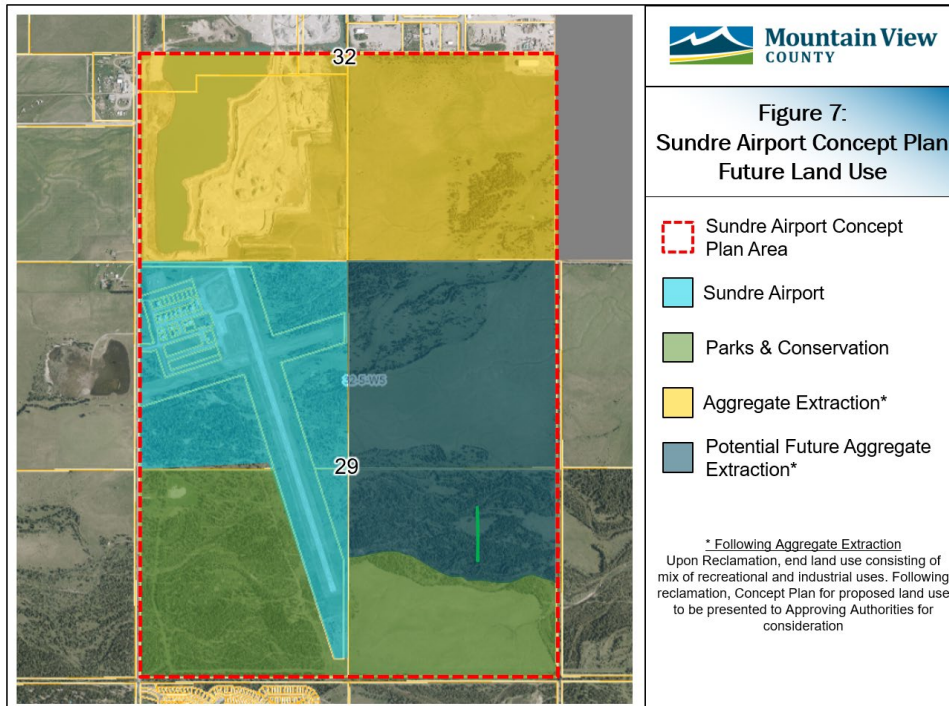 32
32-5-W5
29
Mountain View
COUNTY
Figure 7:
Sundre Airport Concept Plan
Future Land Use
Sundre Airport Concept
Plan Area
Sundre Airport
Parks & Conservation
Aggregate Extraction*
Potential Future Aggregate
Extraction*
* Following Aggregate Extraction
Upon Reclamation, end land use consisting of
mix of recreational and industrial uses. Following
reclamation, Concept Plan for proposed land use
to be presented to Approving Authorities for
consideration